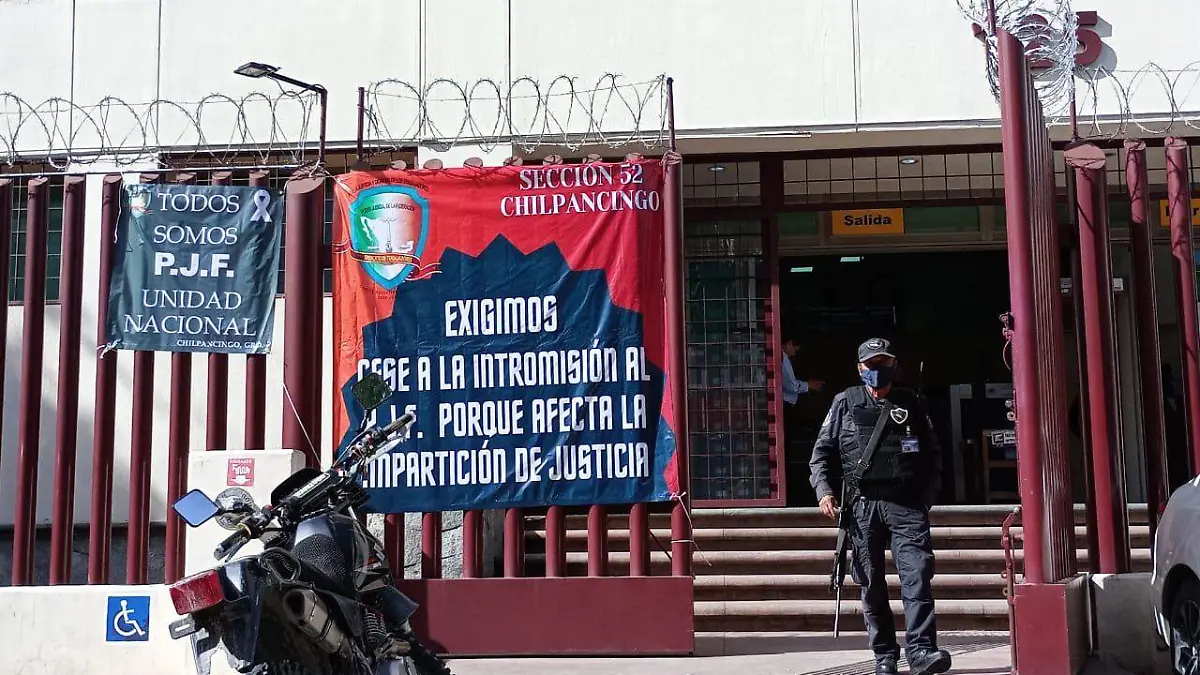 TODOS
SOMOS
P.J.F.
UNIDAD
NACIONAL
CHILPANCINGO, GRO.
SECCIÓN 52
CHILPANCINGO
EXIGIMOS
CESE A LA INTROMISIÓN AL
P.J.F. PORQUE AFECTA LA
IMPARTICIÓN DE JUSTICIA
Salida